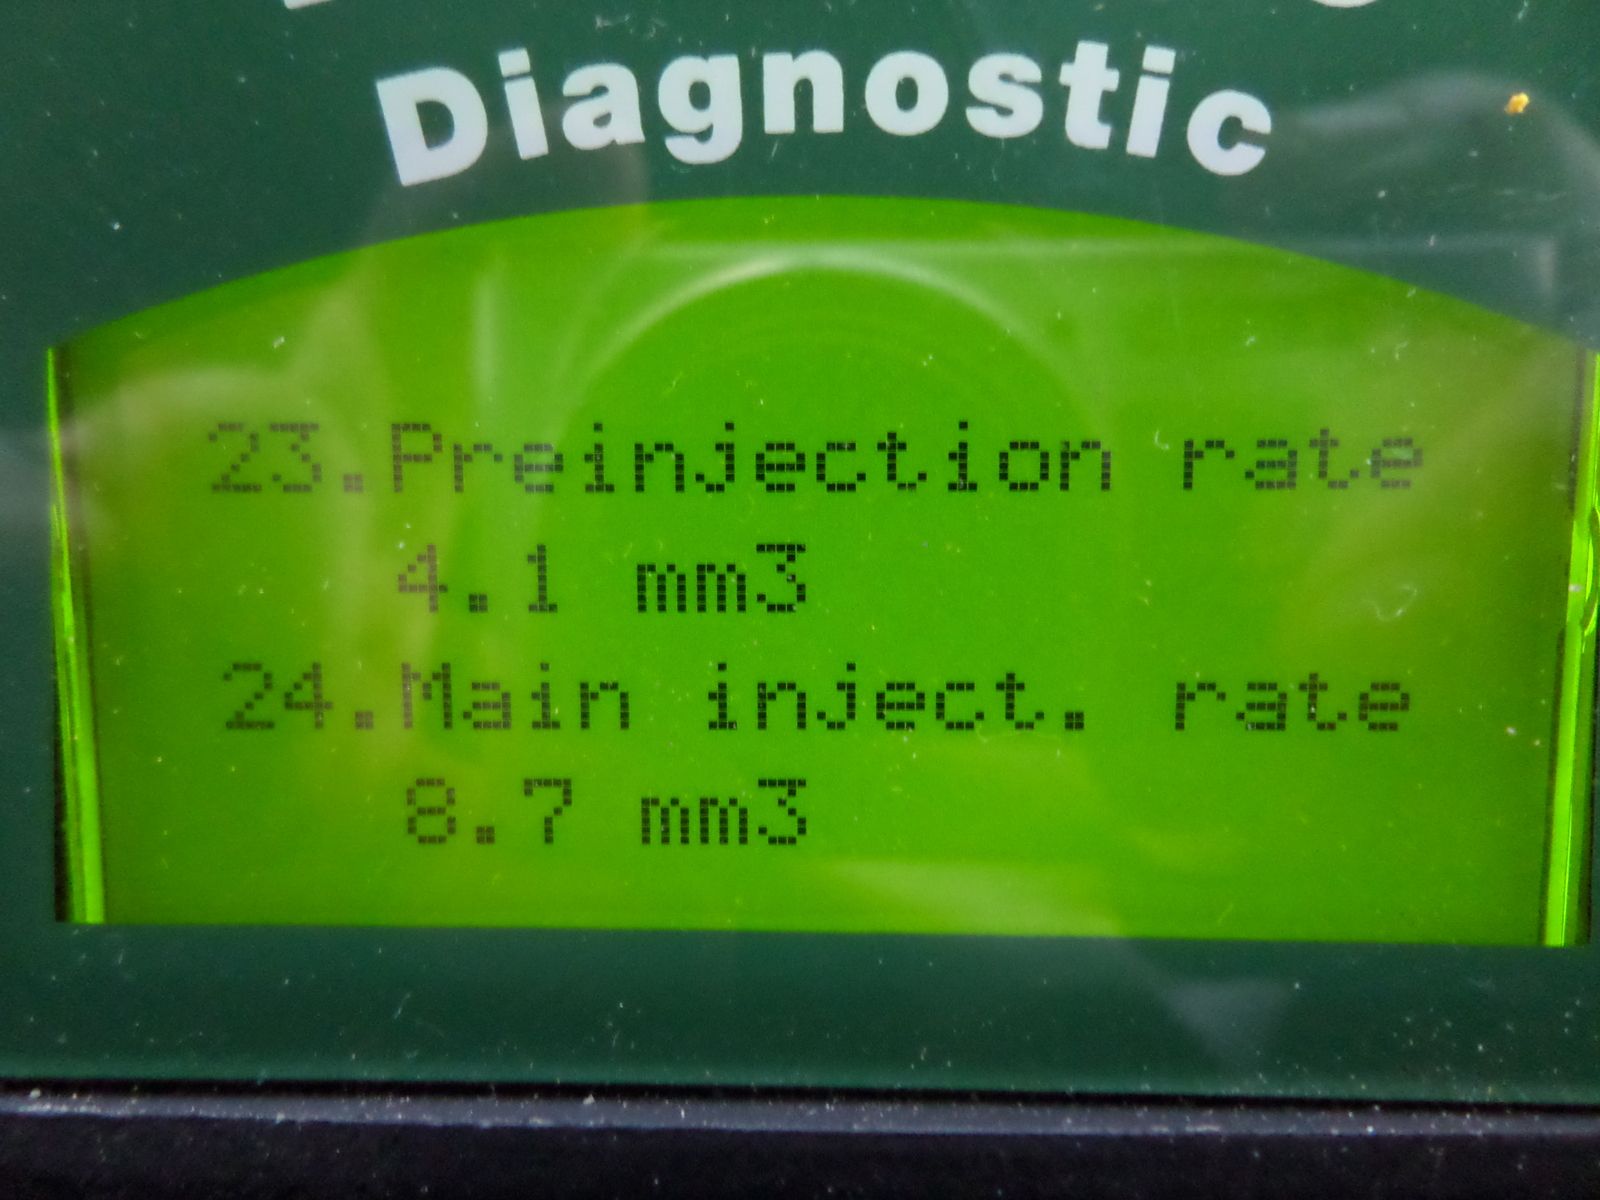 Diagnostic
23.Preinjection rate
4.1 mm3
24.Main inject. rate
8.7 mm3